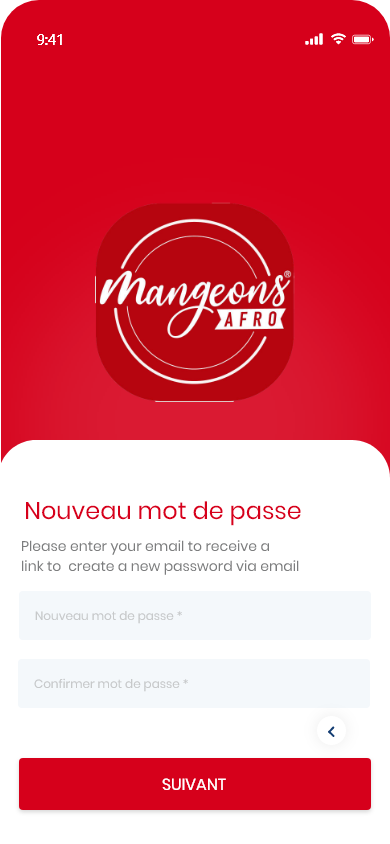 9:41
Mangeons®
AFRO
Nouveau mot de passe
Please enter your email to receive a
link to  create a new password via email
Nouveau mot de passe *
Confirmer mot de passe *
SUIVANT